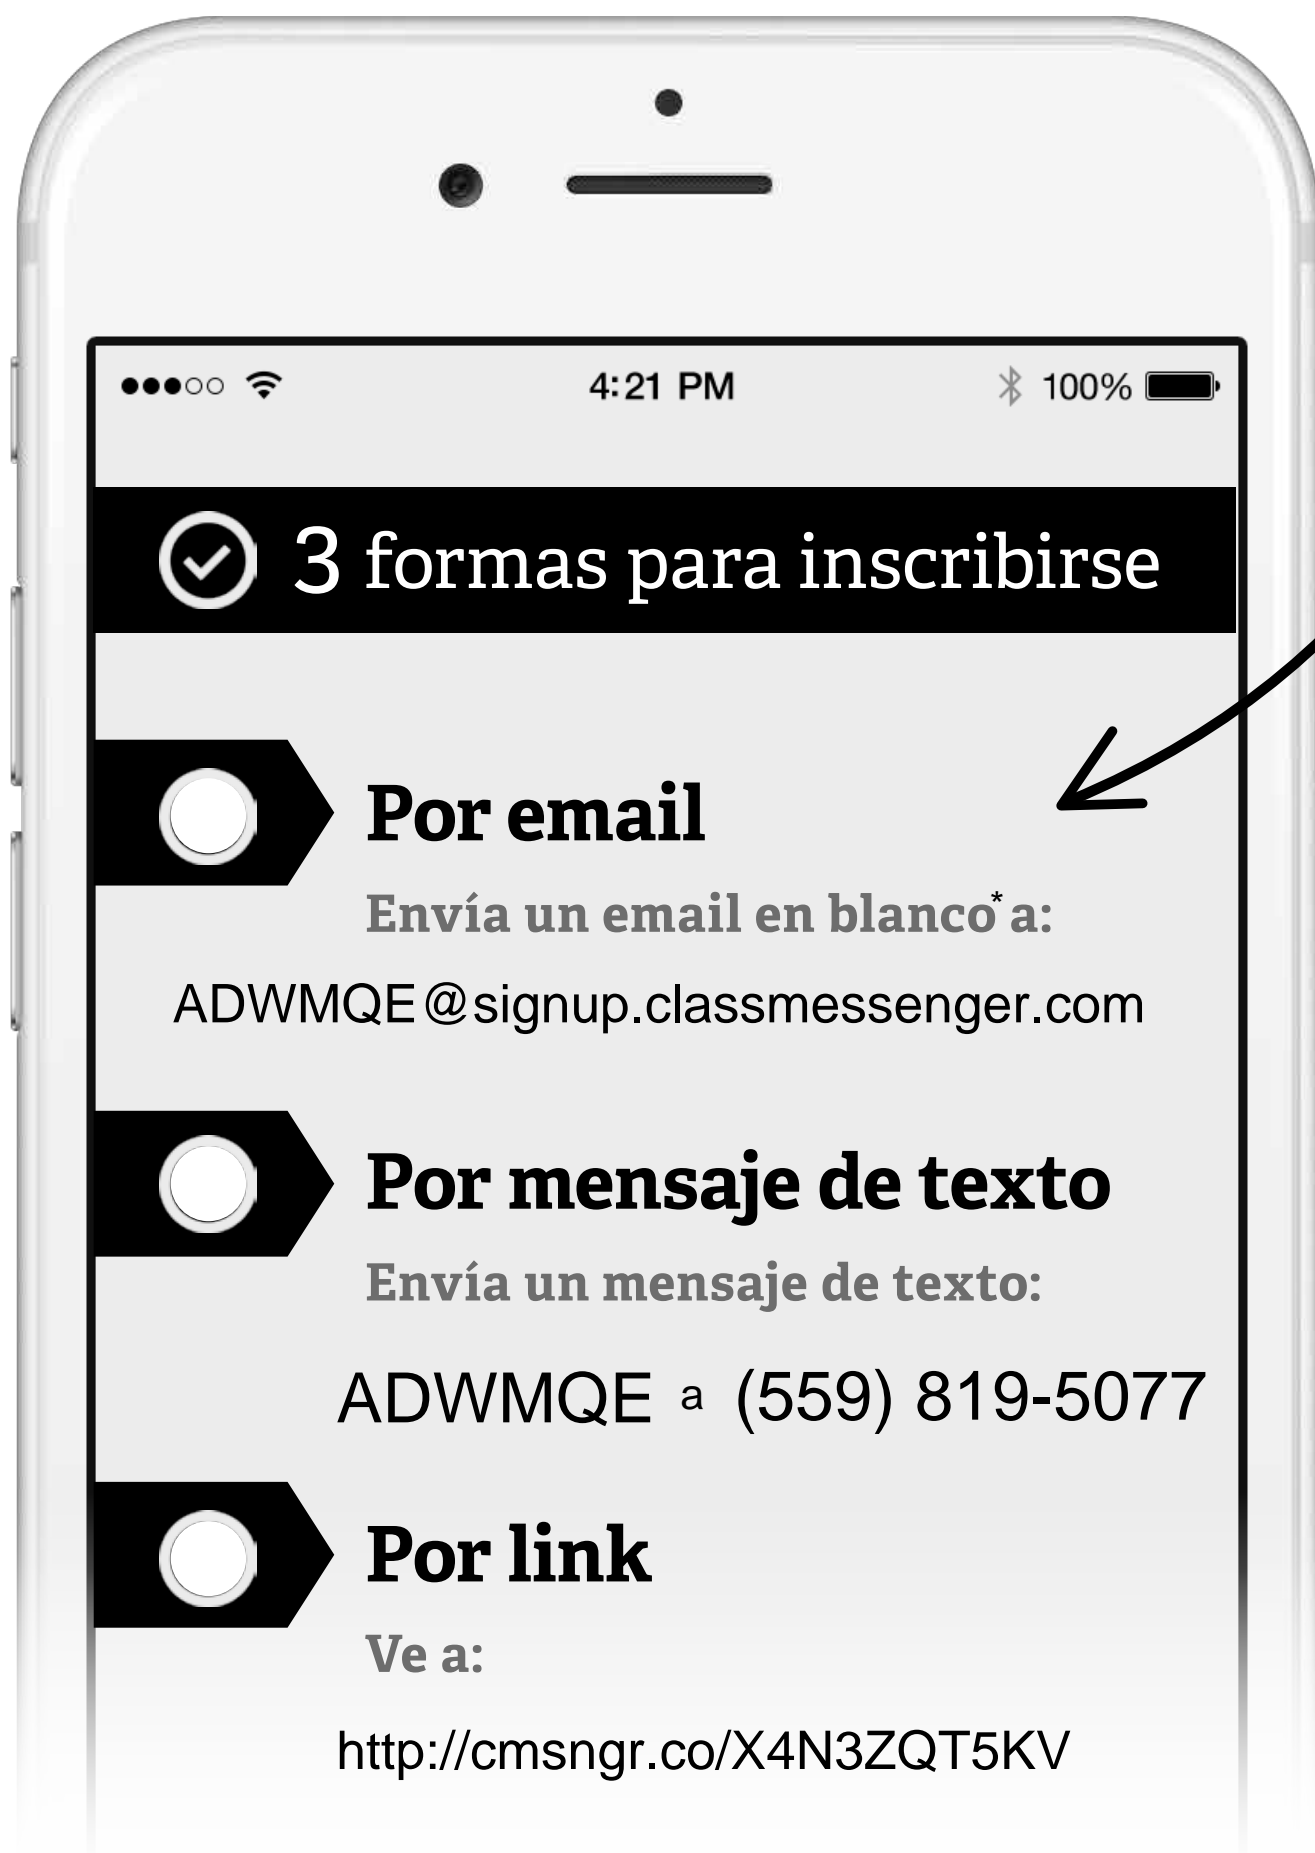 4:21 PM 100%
3 formas para inscribirse
Por email
Envía un email en blanco* a:
ADWMQE@signup.classmessenger.com
Por mensaje de texto
Envía un mensaje de texto:
ADWMQE a (559) 819-5077
Por link
Ve a:
http://cmsngr.co/X4N3ZQT5KV